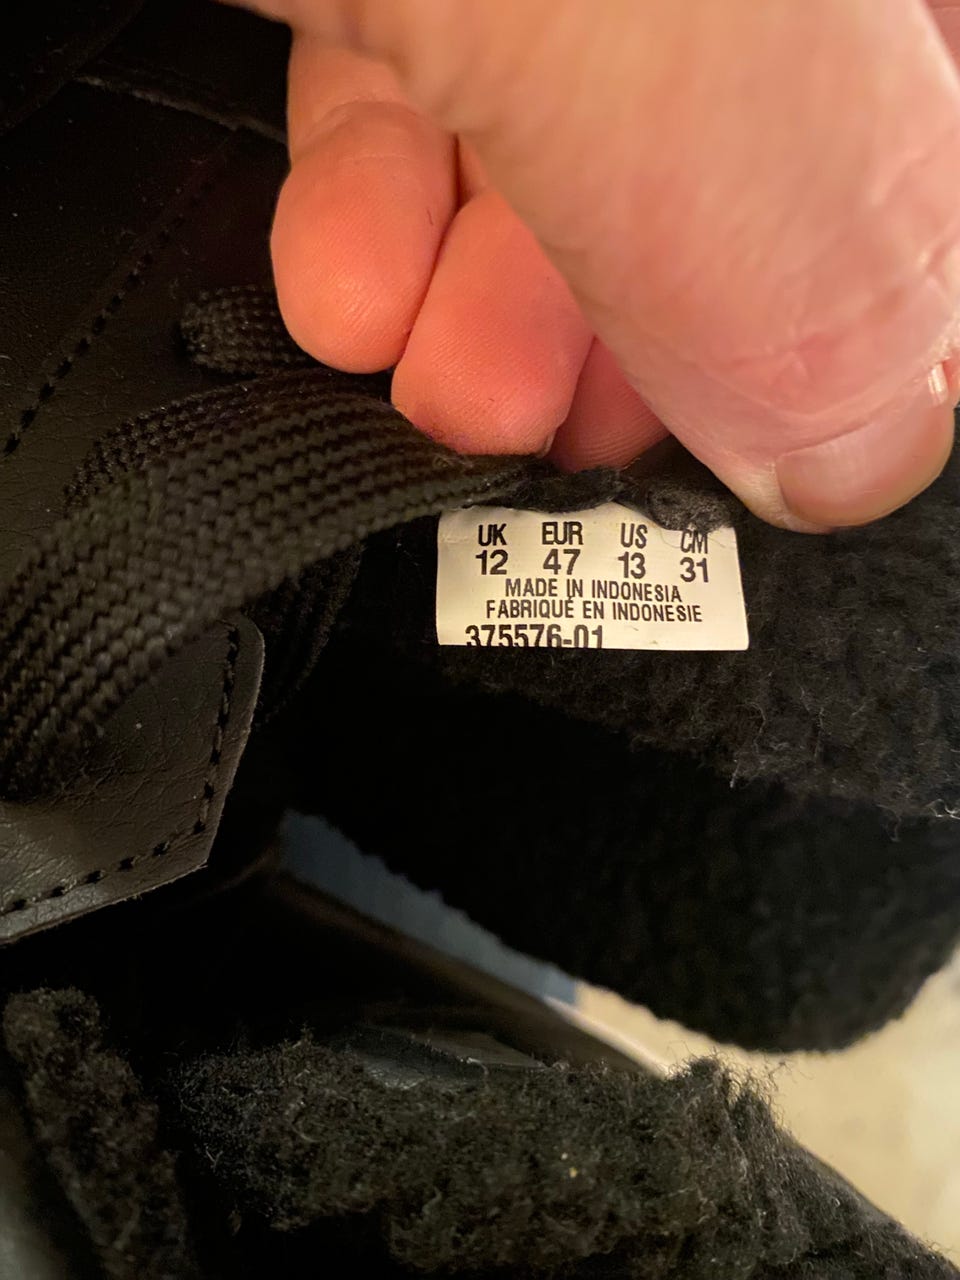 UK EUR US CM
12 47 13 31
MADE IN INDONESIA
FABRIQUÉ EN INDONESIE
375576-01